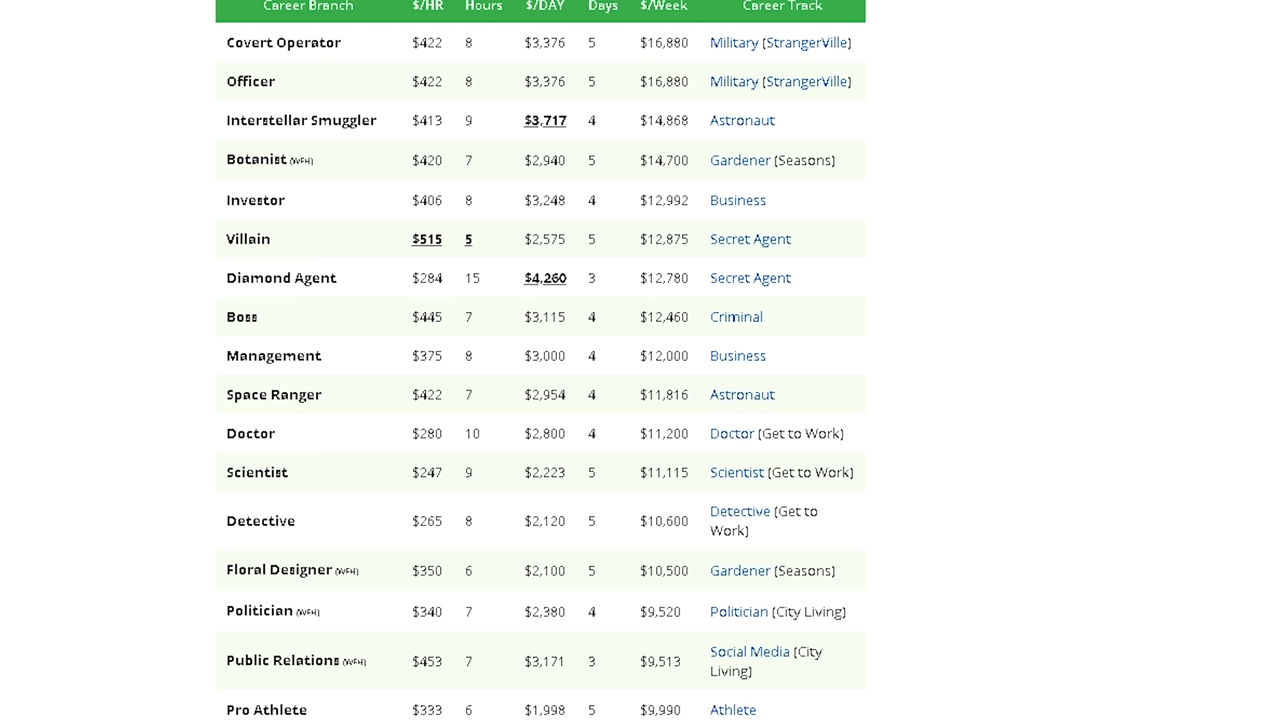 Career Branch $/HR Hours $/DAY Days $/Week Career Track
Covert Operator $422 8 $3,376 5 $16,880 Military (StrangerVille)
Officer $422 8 $3,376 5 $16,880 Military (StrangerVille)
Interstellar Smuggler $413 9 $3,717 4 $14,868 Astronaut
Botanist (WFH) $420 7 $2,940 5 $14,700 Gardener (Seasons)
Investor $406 8 $3,248 4 $12,992 Business
Villain $515 5 $2,575 5 $12,875 Secret Agent
Diamond Agent $284 15 $4,260 3 $12,780 Secret Agent
Boss $445 7 $3,115 4 $12,460 Criminal
Management $375 8 $3,000 4 $12,000 Business
Space Ranger $422 7 $2,954 4 $11,816 Astronaut
Doctor $280 10 $2,800 4 $11,200 Doctor (Get to Work)
Scientist $247 9 $2,223 5 $11,115 Scientist (Get to Work)
Detective $265 8 $2,120 5 $10,600 Detective (Get to
Work)
Floral Designer (WFH) $350 6 $2,100 5 $10,500 Gardener (Seasons)
Politician (WFH) $340 7 $2,380 4 $9,520 Politician (City Living)
Public Relations (WFH) $453 7 $3,171 3 $9,513 Social Media (City
Living)
Pro Athlete $333 6 $1,998 5 $9,990 Athlete